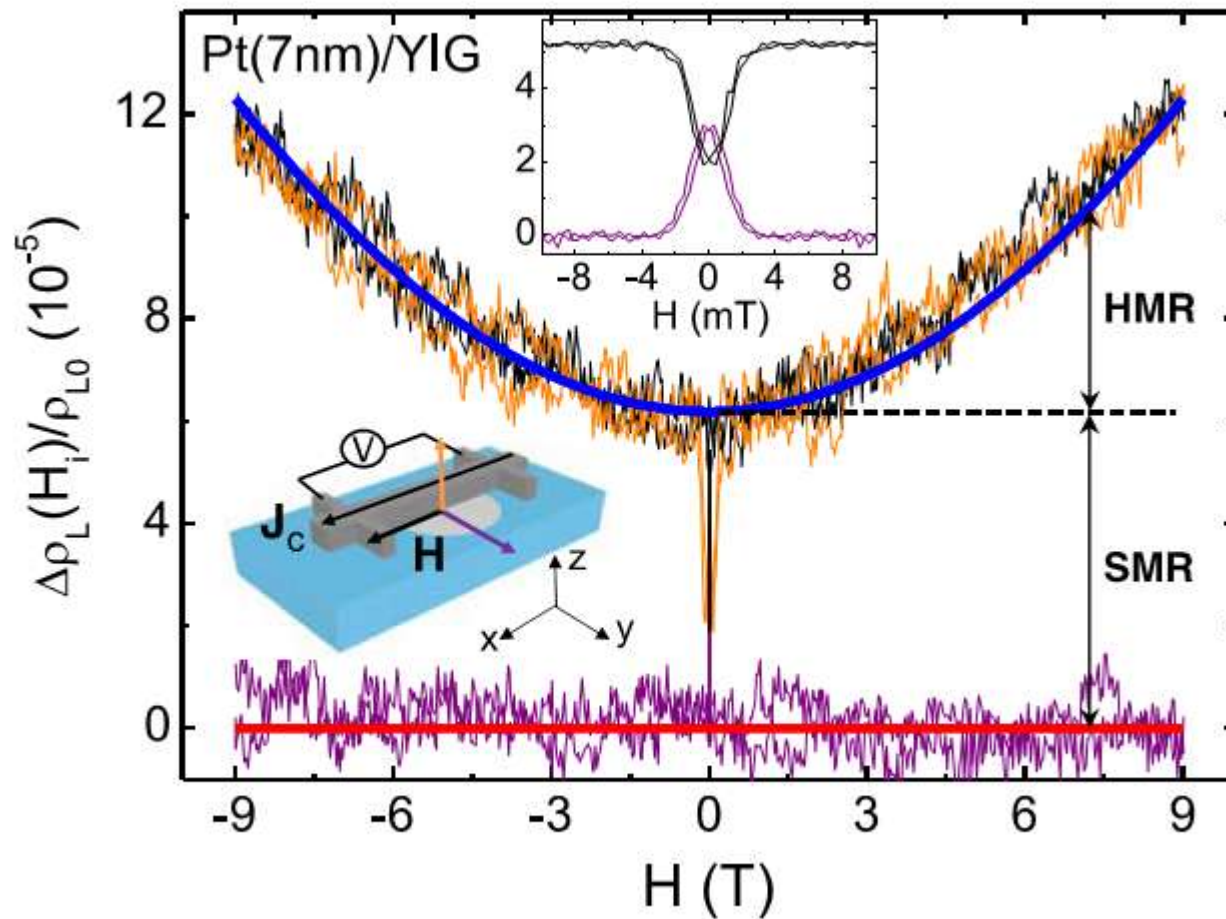 Pt(7nm)/YIG
Δρ_L(H_i)/ρ_L0 (10^-5)
12
8
4
0
4
2
0
-8 -4 0 4 8
H (mT)
HMR
SMR
V
J_C
H
z
x
y
-9 -6 -3 0 3 6 9
H (T)